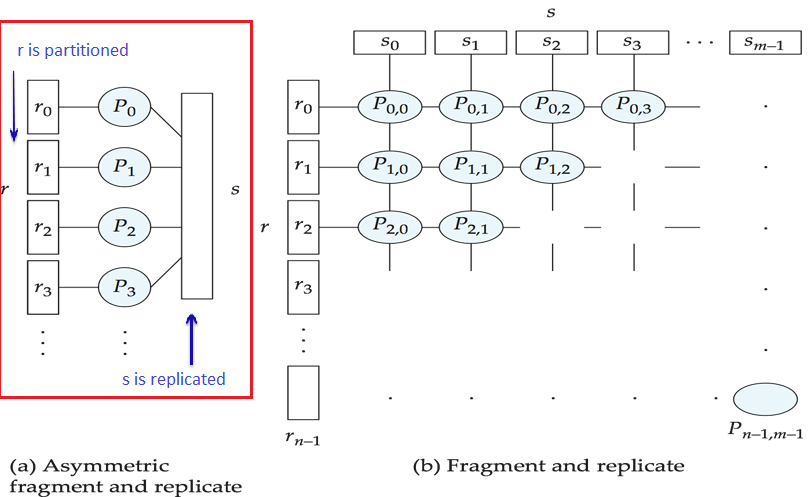 r is partitioned
r
r0
P0
r1
P1
r2
P2
r3
P3
s
s is replicated
(a) Asymmetric
fragment and replicate
s
s0 s1 s2 s3 ··· sm–1
r
r0 P0,0 P0,1 P0,2 P0,3
r1 P1,0 P1,1 P1,2
r2 P2,0 P2,1
r3
rn–1
Pn–1,m–1
(b) Fragment and replicate